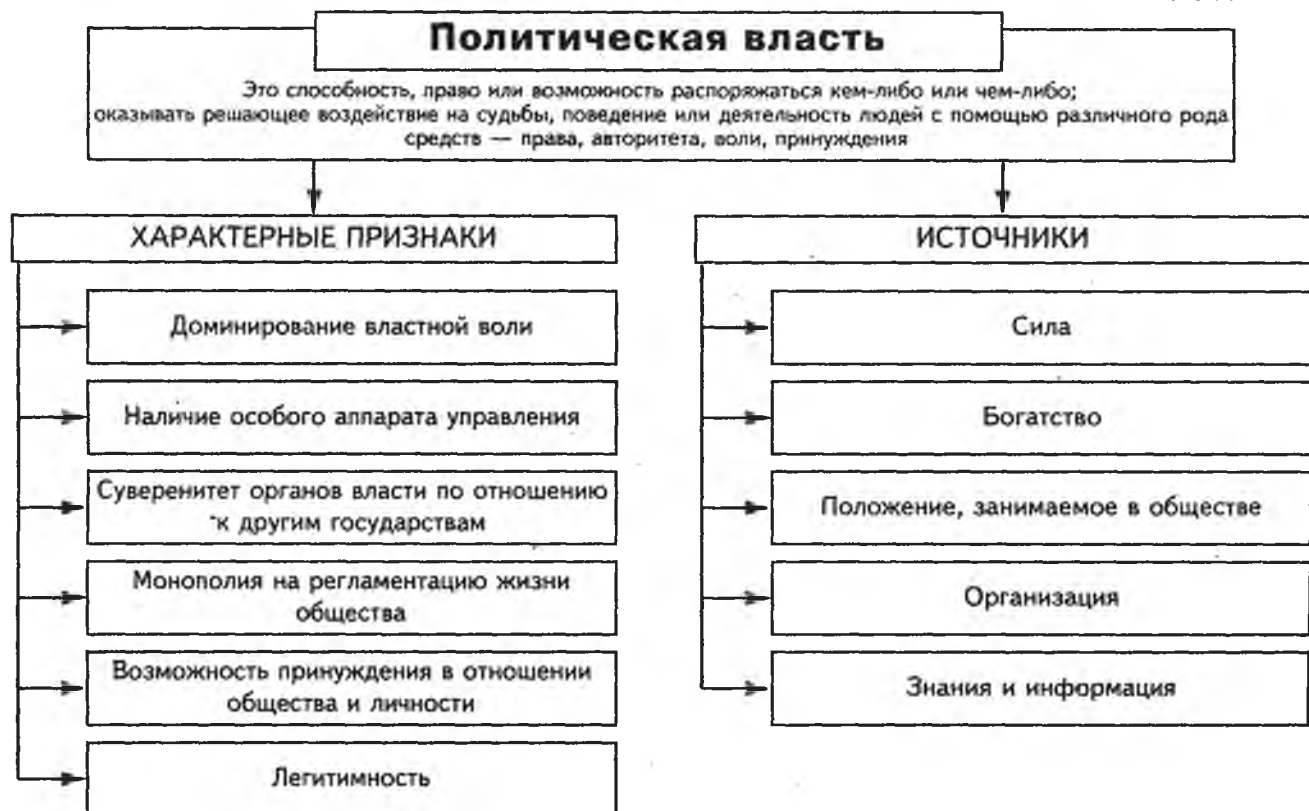 Политическая власть
Это способность, право или возможность распоряжаться кем-либо или чем-либо;
оказывать решающее воздействие на судьбы, поведение или деятельность людей с помощью различного рода
средств — права, авторитета, воли, принуждения
ХАРАКТЕРНЫЕ ПРИЗНАКИ
Доминирование властной воли
Наличие особого аппарата управления
Суверенитет органов власти по отношению
к другим государствам
Монополия на регламентацию жизни
общества
Возможность принуждения в отношении
общества и личности
Легитимность
ИСТОЧНИКИ
Сила
Богатство
Положение, занимаемое в обществе
Организация
Знания и информация